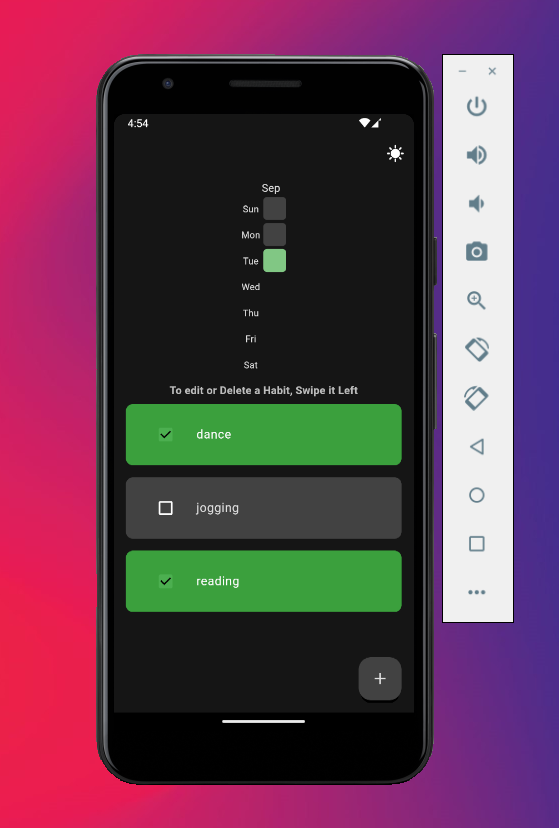 4:54
Sep
Sun
Mon
Tue
Wed
Thu
Fri
Sat
To edit or Delete a Habit, Swipe it Left
dance
jogging
reading